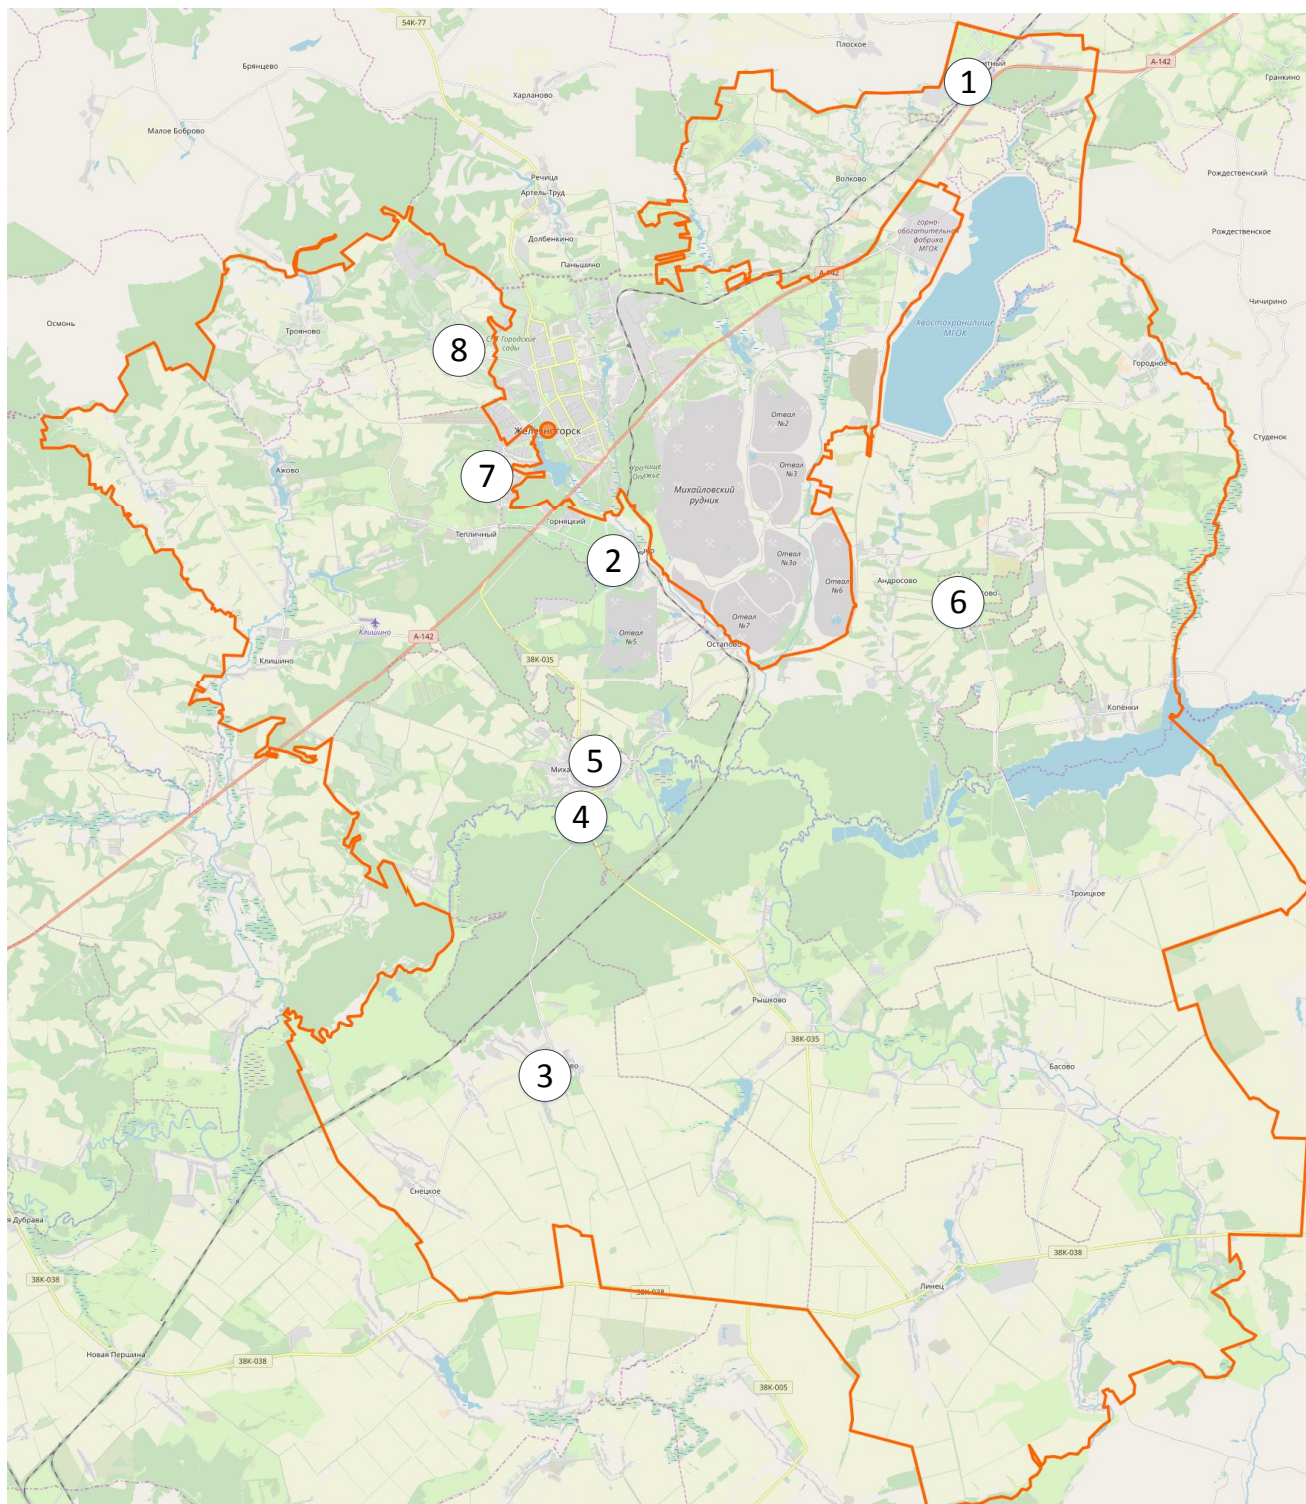 54К-77
Плоское
А-142
Гранкино
Брянцево
Харланово
1
Малое Боброво
Речица
Артель-Труд
Волково
Рождественский
горно-
обогатительная
фабрика
МГОК
Рождественское
Долбенкино
Паньшино
А-142
Чичирино
Осмонь
Трояново
Хвостохранилище
МГОК
Городские
сады
8
Городное
Отвал
№2
Железногорск
Студенок
Ажово
7
Отвал
№3
Михайловский
рудник
Тепличный
Горняцкий
2
Отвал
№3а
Андросово
Отвал
№6
6
Клишино
Отвал
№7
Отвал
№5
А-142
Остапово
Клишино
38К-035
Копёнки
5
4
Троицкое
Рышково
38К-035
3
Басово
Снецкое
38К-038
38К-038
Линец
38К-038
Новая Першина
38К-038
38К-005